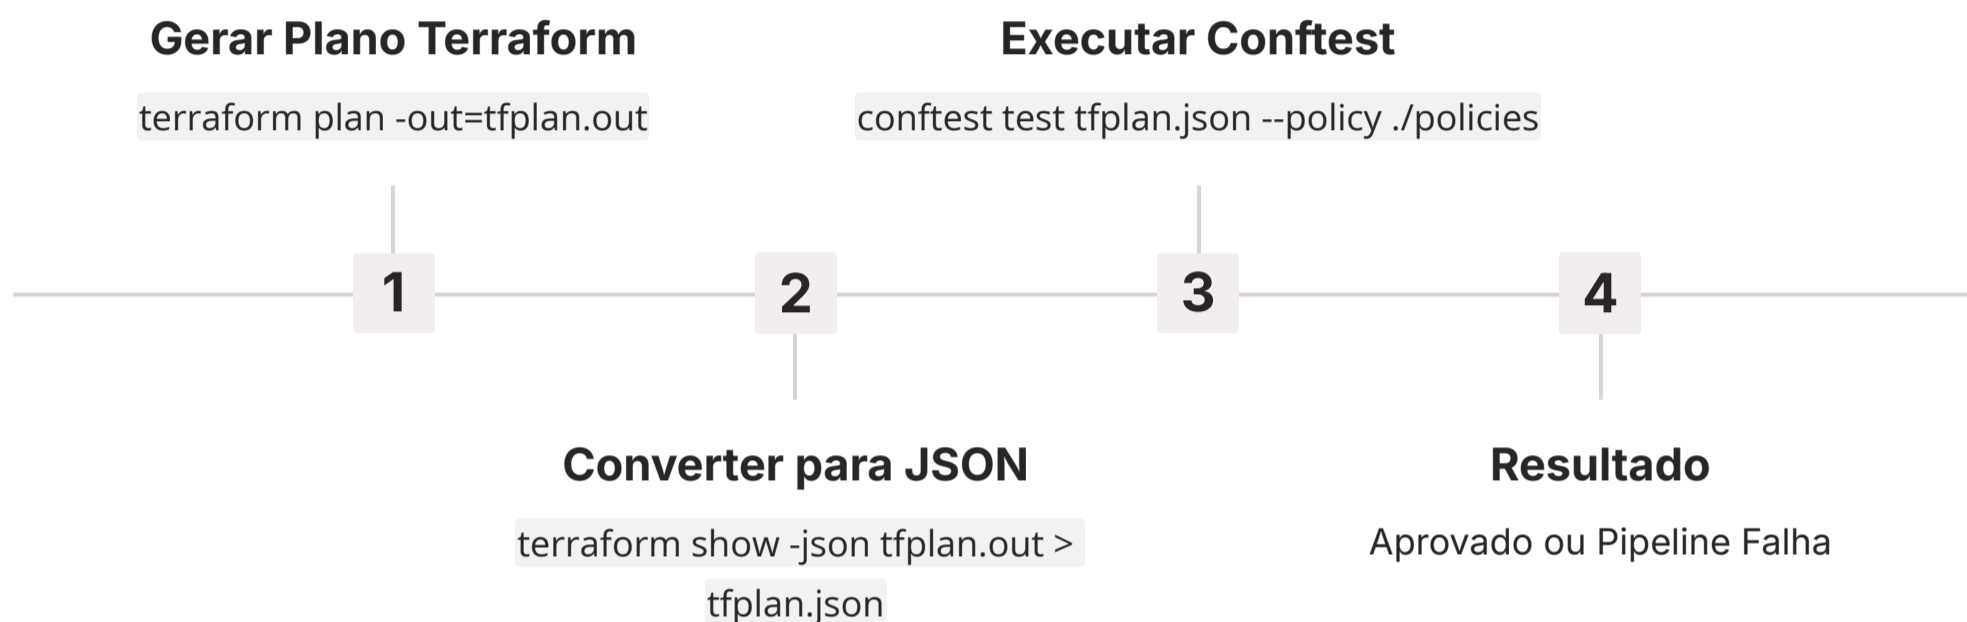 Gerar Plano Terraform
terraform plan -out=tfplan.out
1
2
Converter para JSON
terraform show -json tfplan.out >
tfplan.json
Executar Conftest
conftest test tfplan.json --policy ./policies
3
4
Resultado
Aprovado ou Pipeline Falha